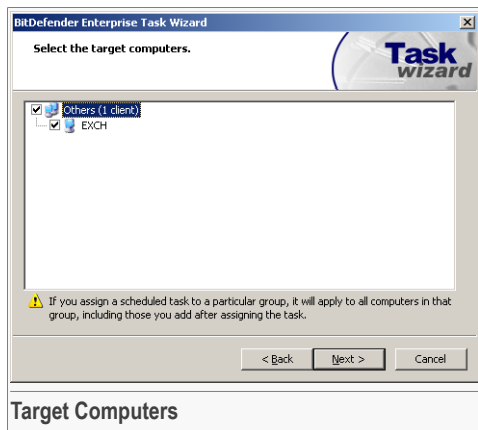 BitDefender Enterprise Task Wizard
Select the target computers.
Task
wizard
Others (1 client)
EXCH
If you assign a scheduled task to a particular group, it will apply to all computers in that
group, including those you add after assigning the task.
< Back
Next >
Cancel
Target Computers